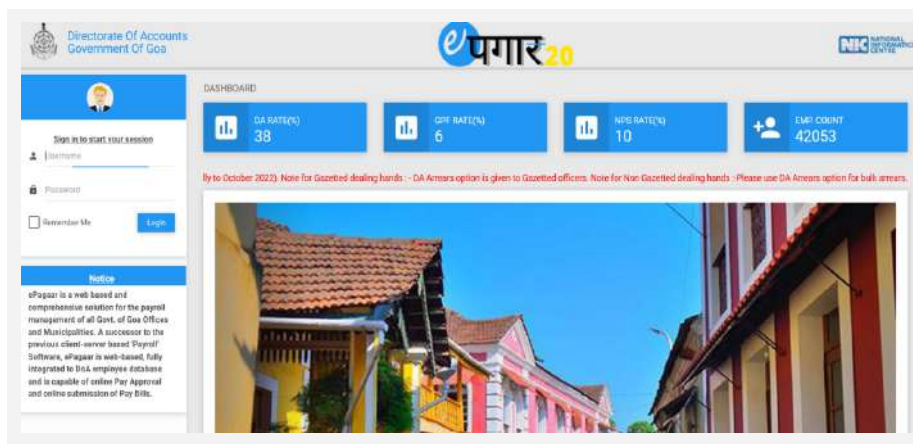 Directorate Of Accounts
Government Of Goa
eपगार20
NIC NATIONAL
INFORMATICS
CENTRE
DASHBOARD
DA RATE(%)
38
GPF RATE(%)
6
NPS RATE(%)
10
EMP COUNT
42053
Sign in to start your session
Username
Password
Remember Me
Login
ly to October 2022). Note for Gazetted dealing hands : - DA Arrears option is given to Gazetted officers. Note for Non Gazetted dealing hands :-Please use DA Arrears option for bulk arrears.
Notice
ePagaar is a web based and
comprehensive solution for the payroll
management of all Govt. of Goa Offices
and Municipalities. A successor to the
previous client-server based 'Payroll'
Software, ePagaar is web-based, fully
integrated to DoA employee database
and is capable of online Pay Approval
and online submission of Pay Bills.